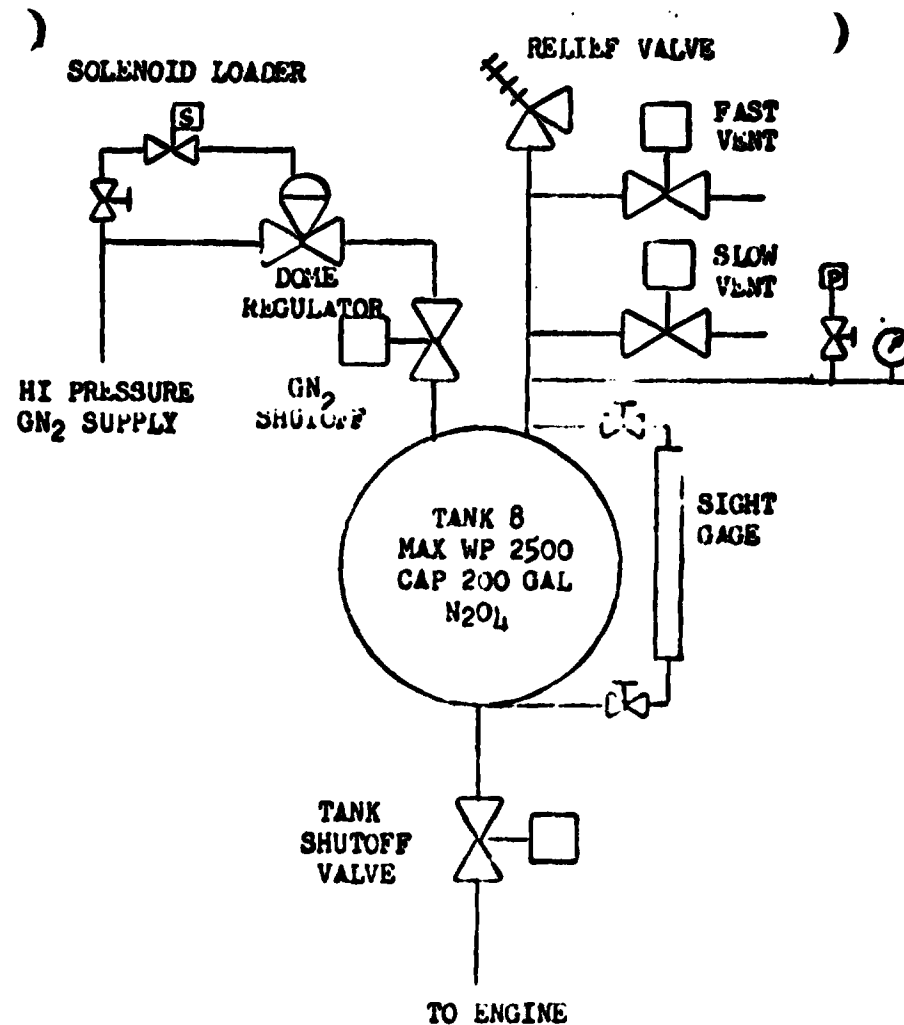 RELIEF VALVE
SOLENOID LOADER
S
FAST
VENT
SLOW
VENT
P
DOME
REGULATOR
HI PRESSURE
GN2 SUPPLY
GN2
SHUTOFF
P
TANK 8
MAX WP 2500
CAP 200 GAL
N2O4
SIGHT
GAGE
TANK
SHUTOFF
VALVE
TO ENGINE